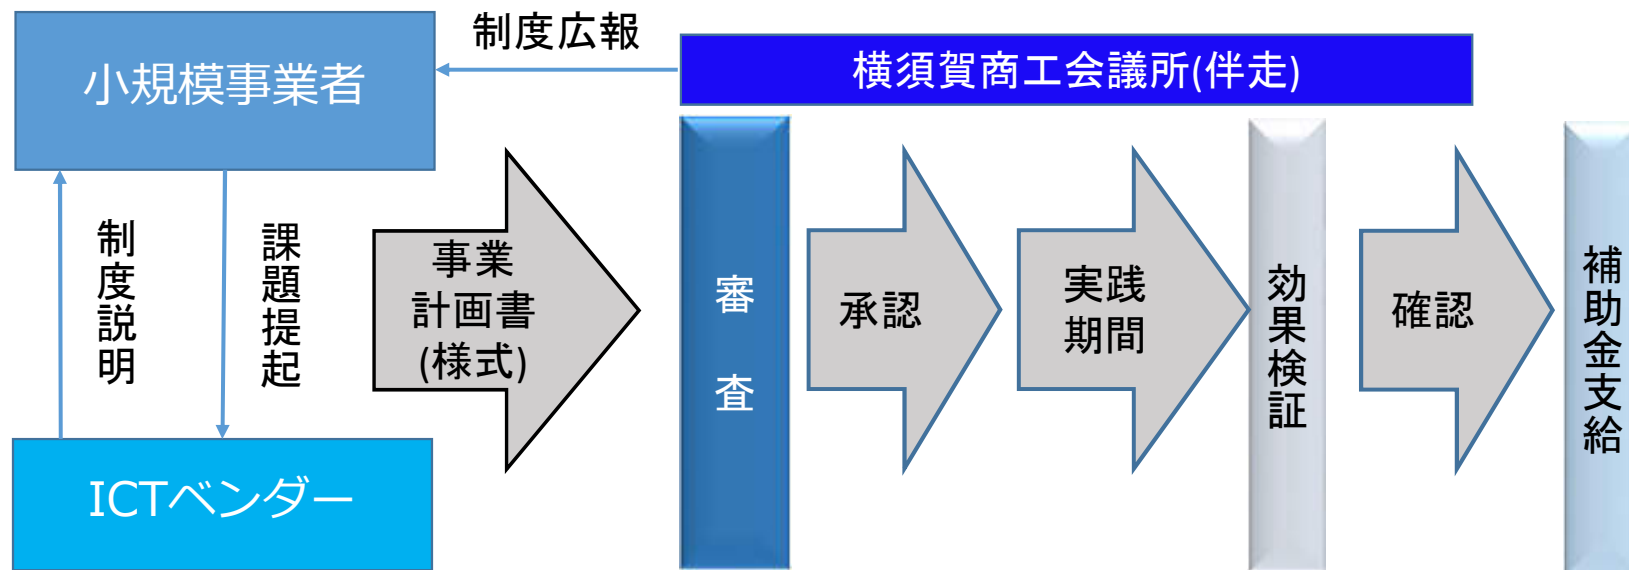 制度広報
小規模事業者
横須賀商工会議所(伴走)
制度説明
課題提起
事業
計画書
(様式)
審査
承認
実践
期間
効果検証
確認
補助金支給
ICTベンダー